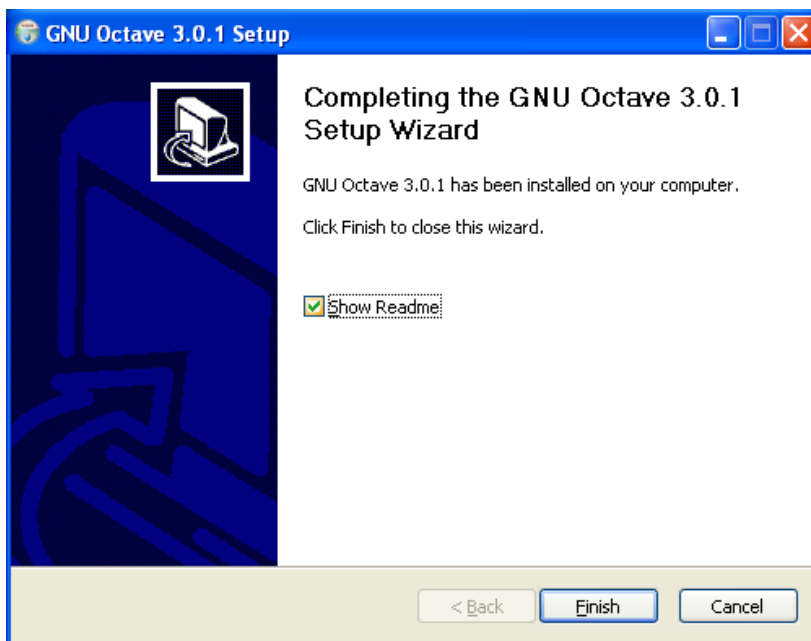 GNU Octave 3.0.1 Setup
Completing the GNU Octave 3.0.1
Setup Wizard
GNU Octave 3.0.1 has been installed on your computer.
Click Finish to close this wizard.
Show Readme
< Back
Finish
Cancel